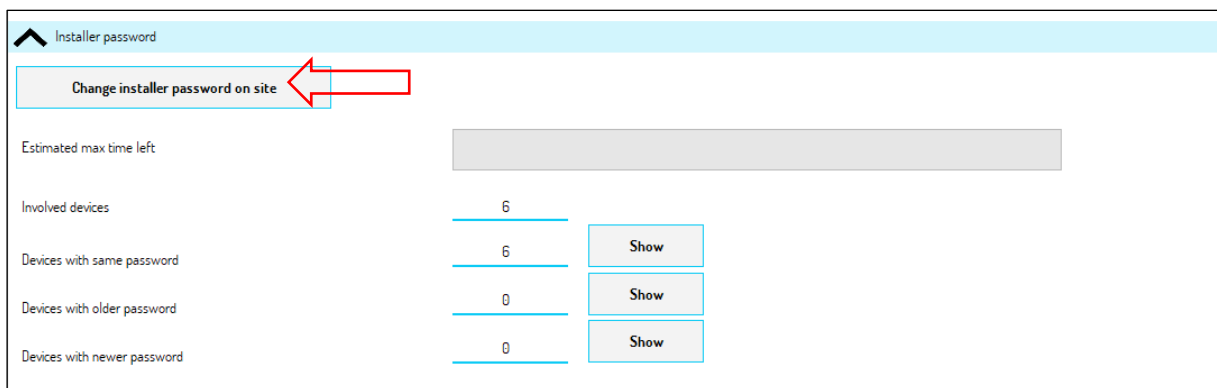 Installer password
Change installer password on site
Estimated max time left
Involved devices 6
Devices with same password 6 Show
Devices with older password 0 Show
Devices with newer password 0 Show